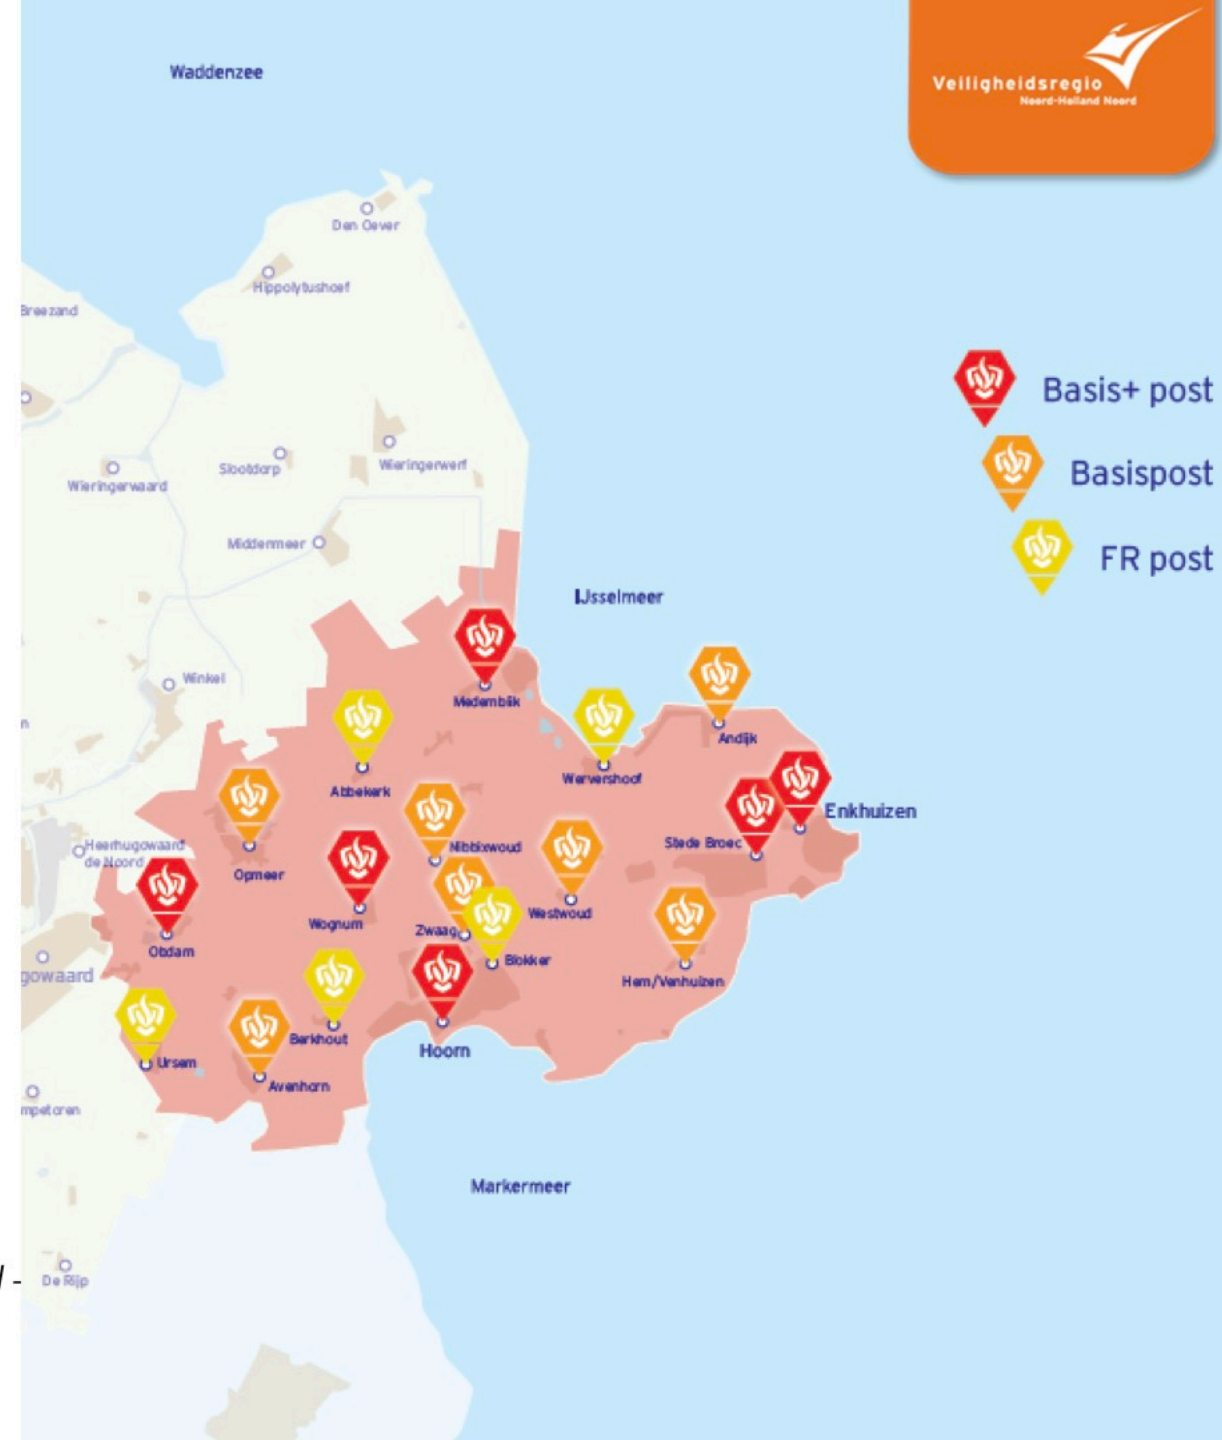 Waddenzee
Veiligheidsregio
Noord-Holland Noord
Den Oever
Hippolytushoef
Breezand
Basis+ post
Wieringerwerf
Slootdorp
Wieringerwaard
Basispost
Middenmeer
FR post
IJsselmeer
Winkel
Medemblik
Andijk
Wervershoof
Abbekerk
Enkhuizen
Stede Broec
Heerhugowaard
de Noord
Nibbixwoud
Opmeer
Westwoud
Wognum
Zwaag
Obdam
Blokker
gowaard
Hem/Venhuizen
Berkhout
Hoorn
Ursem
Avenhorn
mpetoren
Markermeer
De Rijp